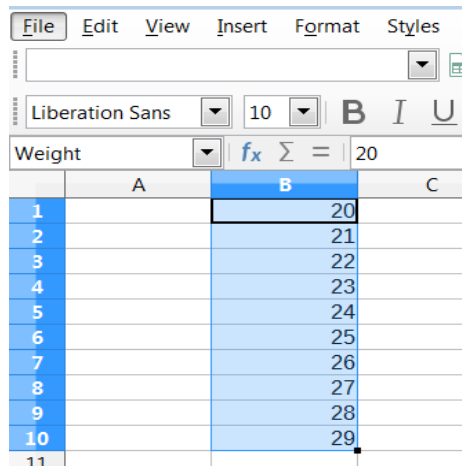 File Edit View Insert Format Styles
Liberation Sans 10 B I U
Weight fx Σ = 20
A B C
1 20
2 21
3 22
4 23
5 24
6 25
7 26
8 27
9 28
10 29
11